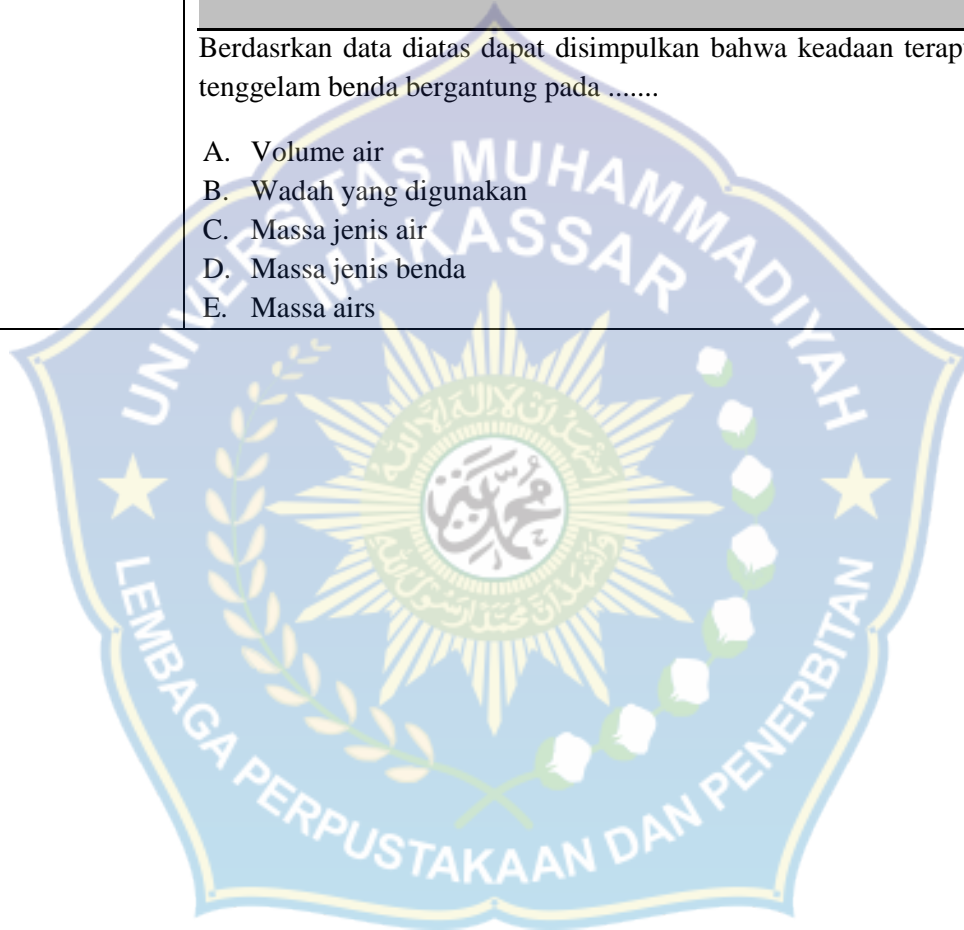 Berdasrkan data diatas dapat disimpulkan bahwa keadaan terap
tenggelam benda bergantung pada .......
A. Volume air
B. Wadah yang digunakan
C. Massa jenis air
D. Massa jenis benda
E. Massa airs
UNIVERSITAS MUHAMMADIYAH
MAKASSAR
LEMBAGA PERPUSTAKAAN DAN PENERBITAN